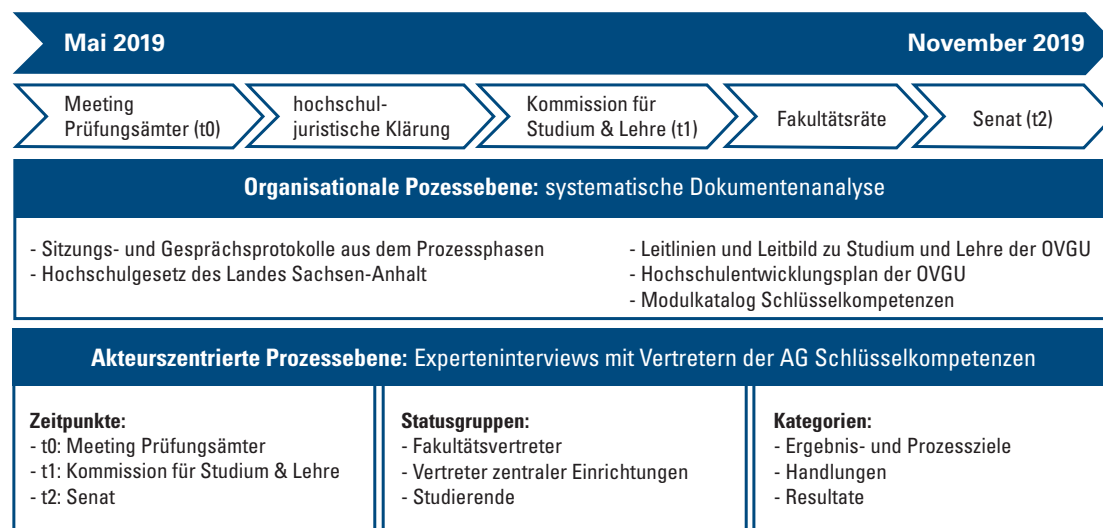 Mai 2019
November 2019
Meeting
Prüfungsämter (t0)
hochschul-
juristische Klärung
Kommission für
Studium & Lehre (t1)
Fakultätsräte
Senat (t2)
Organisationale Pozessebene: systematische Dokumentenanalyse
- Sitzungs- und Gesprächsprotokolle aus dem Prozessphasen
- Hochschulgesetz des Landes Sachsen-Anhalt
- Leitlinien und Leitbild zu Studium und Lehre der OVGU
- Hochschulentwicklungsplan der OVGU
- Modulkatalog Schlüsselkompetenzen
Akteurszentrierte Prozessebene: Experteninterviews mit Vertretern der AG Schlüsselkompetenzen
Zeitpunkte:
- t0: Meeting Prüfungsämter
- t1: Kommission für Studium & Lehre
- t2: Senat
Statusgruppen:
- Fakultätsvertreter
- Vertreter zentraler Einrichtungen
- Studierende
Kategorien:
- Ergebnis- und Prozessziele
- Handlungen
- Resultate